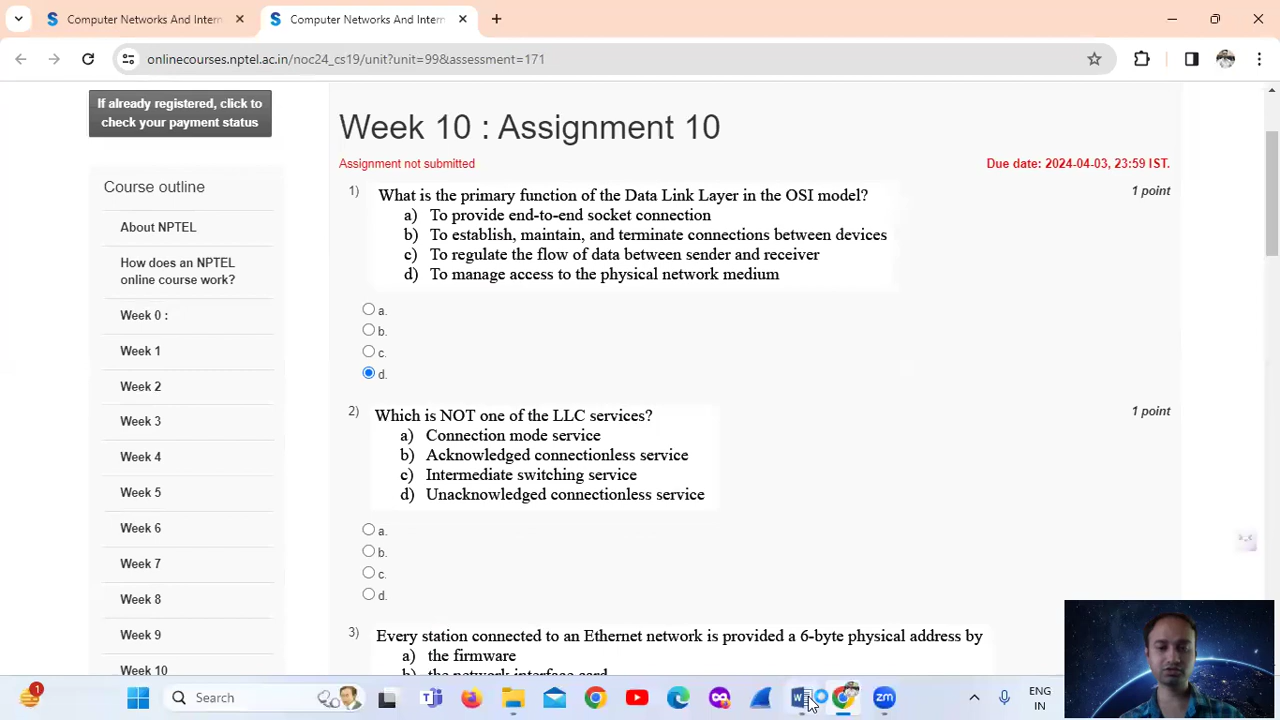 Computer Networks And Intern
Computer Networks And Intern
onlinecourses.nptel.ac.in/noc24_cs19/unit?unit=99&assessment=171
If already registered, click to
check your payment status
Course outline
About NPTEL
How does an NPTEL
online course work?
Week 0 :
Week 1
Week 2
Week 3
Week 4
Week 5
Week 6
Week 7
Week 8
Week 9
Week 10
Week 10 : Assignment 10
Assignment not submitted
Due date: 2024-04-03, 23:59 IST.
1) What is the primary function of the Data Link Layer in the OSI model? 1 point
a) To provide end-to-end socket connection
b) To establish, maintain, and terminate connections between devices
c) To regulate the flow of data between sender and receiver
d) To manage access to the physical network medium
a.
b.
c.
d.
2) Which is NOT one of the LLC services? 1 point
a) Connection mode service
b) Acknowledged connectionless service
c) Intermediate switching service
d) Unacknowledged connectionless service
a.
b.
c.
d.
3) Every station connected to an Ethernet network is provided a 6-byte physical address by
a) the firmware
b) the network interface card
1
Search
ENG
IN